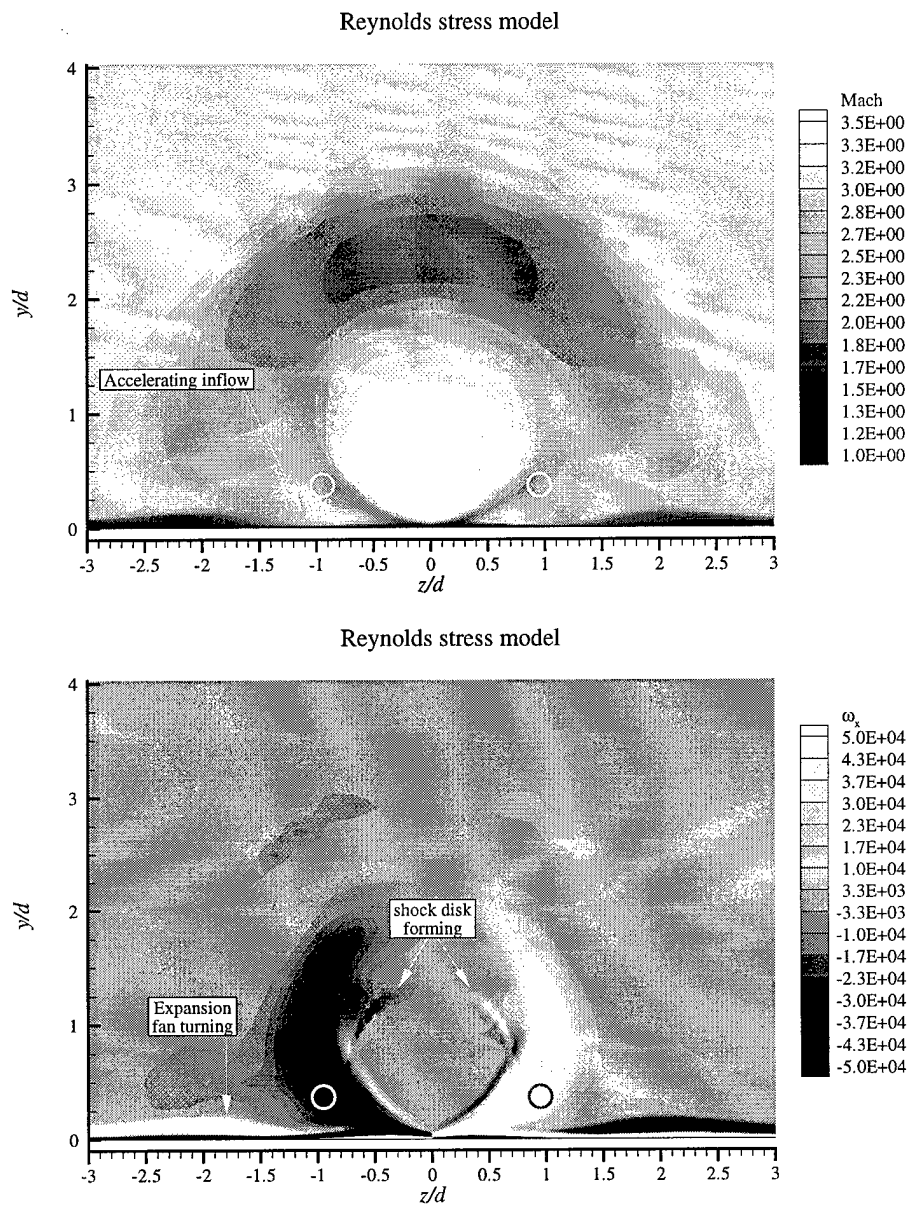 Reynolds stress model
4
3
2
1
0
y/d
Accelerating inflow
-3 -2.5 -2 -1.5 -1 -0.5 0 0.5 1 1.5 2 2.5 3
z/d
Mach
3.5E+00
3.3E+00
3.2E+00
3.0E+00
2.8E+00
2.7E+00
2.5E+00
2.3E+00
2.2E+00
2.0E+00
1.8E+00
1.7E+00
1.5E+00
1.3E+00
1.2E+00
1.0E+00
Reynolds stress model
4
3
2
1
0
y/d
shock disk
forming
Expansion
fan turning
-3 -2.5 -2 -1.5 -1 -0.5 0 0.5 1 1.5 2 2.5 3
z/d
ωx
5.0E+04
4.3E+04
3.7E+04
3.0E+04
2.3E+04
1.7E+04
1.0E+04
3.3E+03
-3.3E+03
-1.0E+04
-1.7E+04
-2.3E+04
-3.0E+04
-3.7E+04
-4.3E+04
-5.0E+04